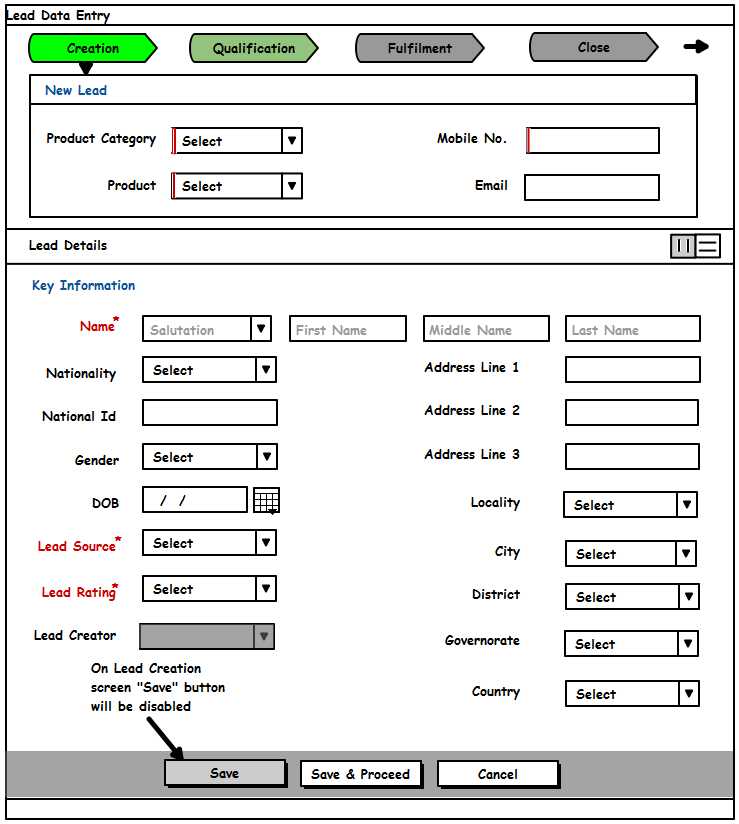 Lead Data Entry
Creation Qualification Fulfilment Close
New Lead
Product Category Select Mobile No.
Product Select Email
Lead Details
Key Information
Name* Salutation First Name Middle Name Last Name
Nationality Select Address Line 1
National Id Address Line 2
Gender Select Address Line 3
DOB / / Locality Select
Lead Source* Select City Select
Lead Rating* Select District Select
Lead Creator Governorate Select
On Lead Creation
screen "Save" button
will be disabled
Country Select
Save Save & Proceed Cancel